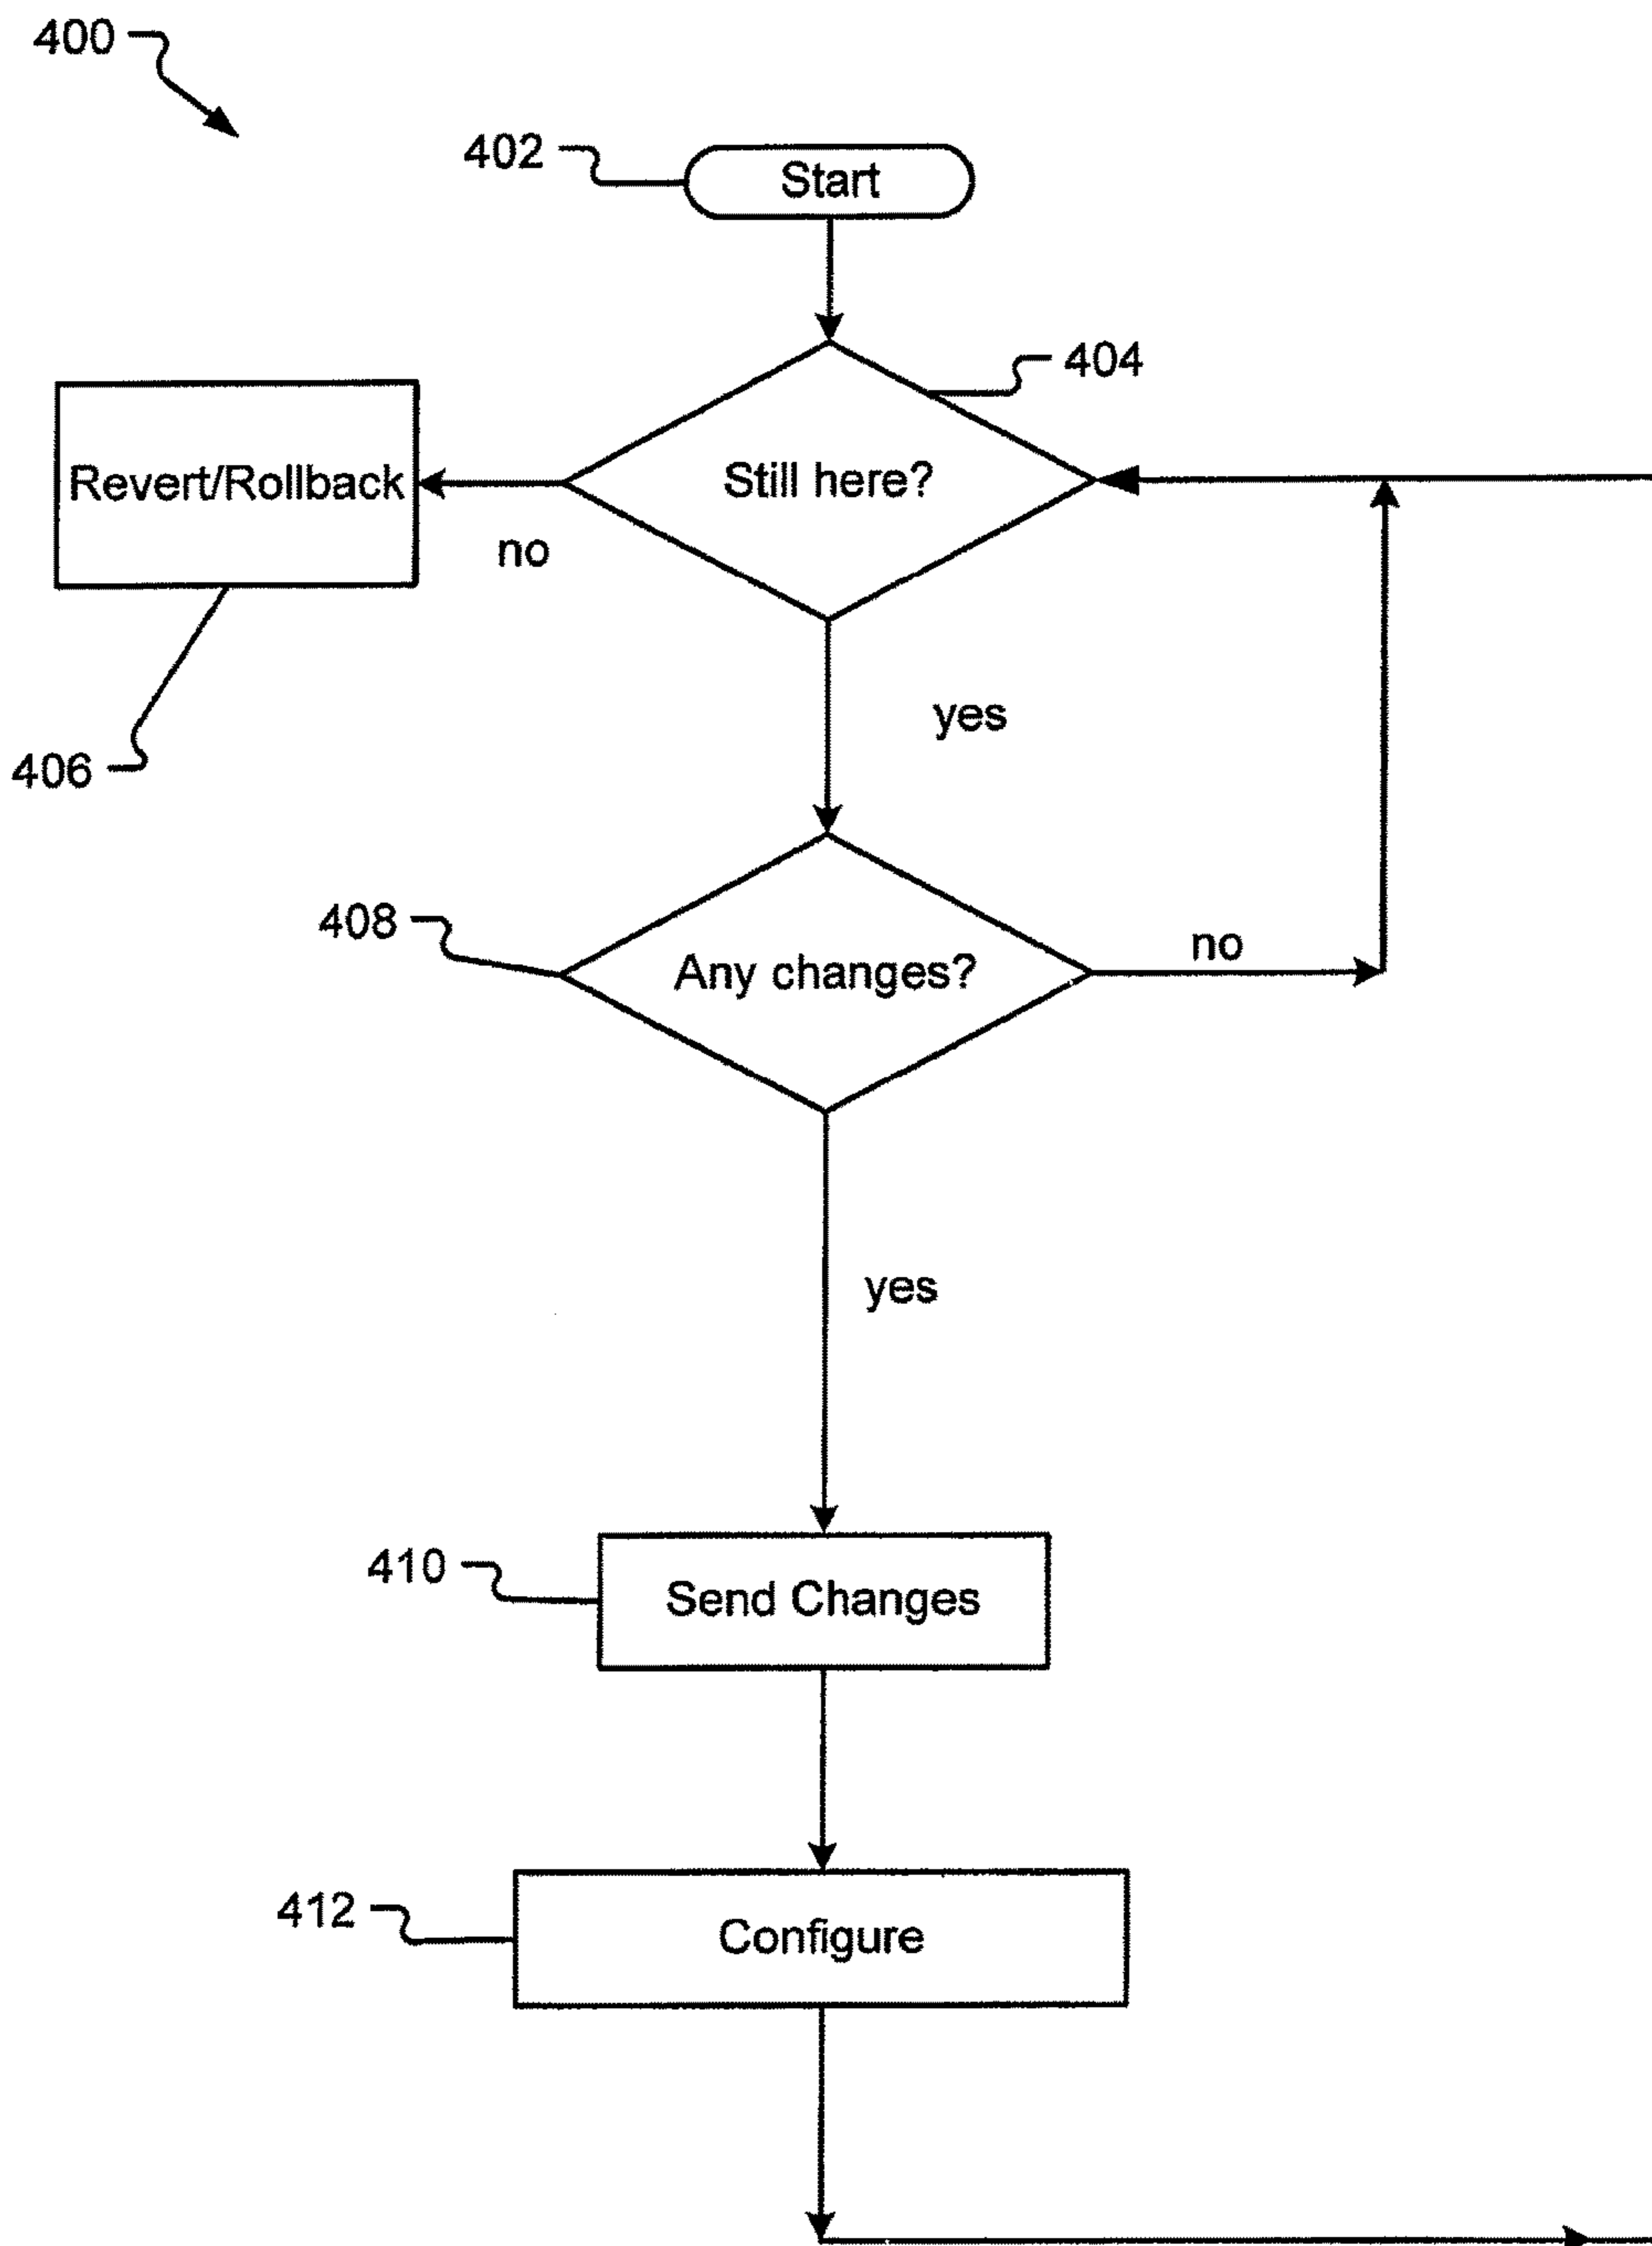 400
402
Start
404
Still here?
Revert/Rollback
no
yes
406
408
Any changes?
no
yes
410
Send Changes
412
Configure